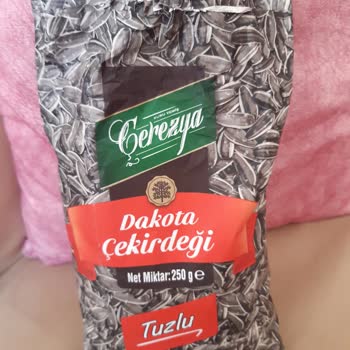 Çerezya
Dakota
Çekirdeği
Net Miktar: 250 g ℮
Tuzlu